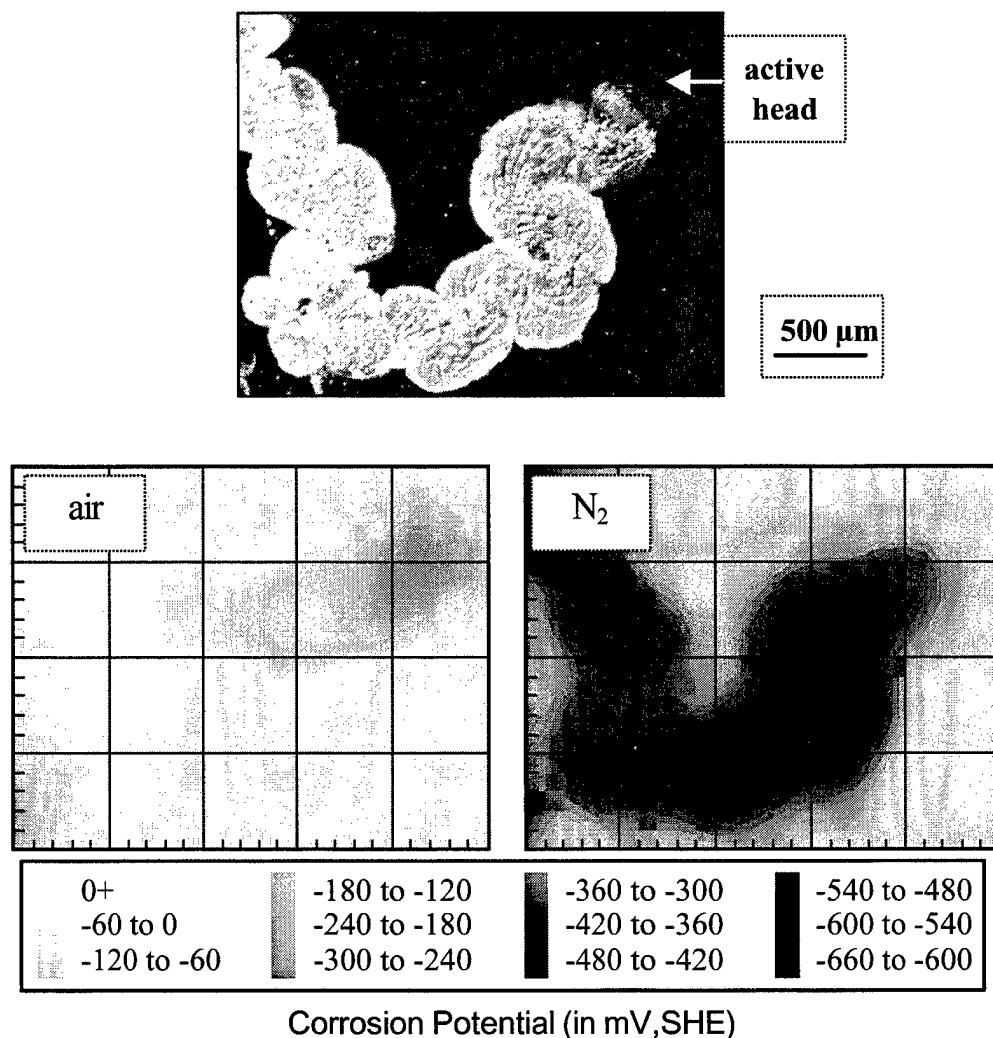 active
head
500 µm
air
N₂
0+
-60 to 0
-120 to -60
-180 to -120
-240 to -180
-300 to -240
-360 to -300
-420 to -360
-480 to -420
-540 to -480
-600 to -540
-660 to -600
Corrosion Potential (in mV,SHE)